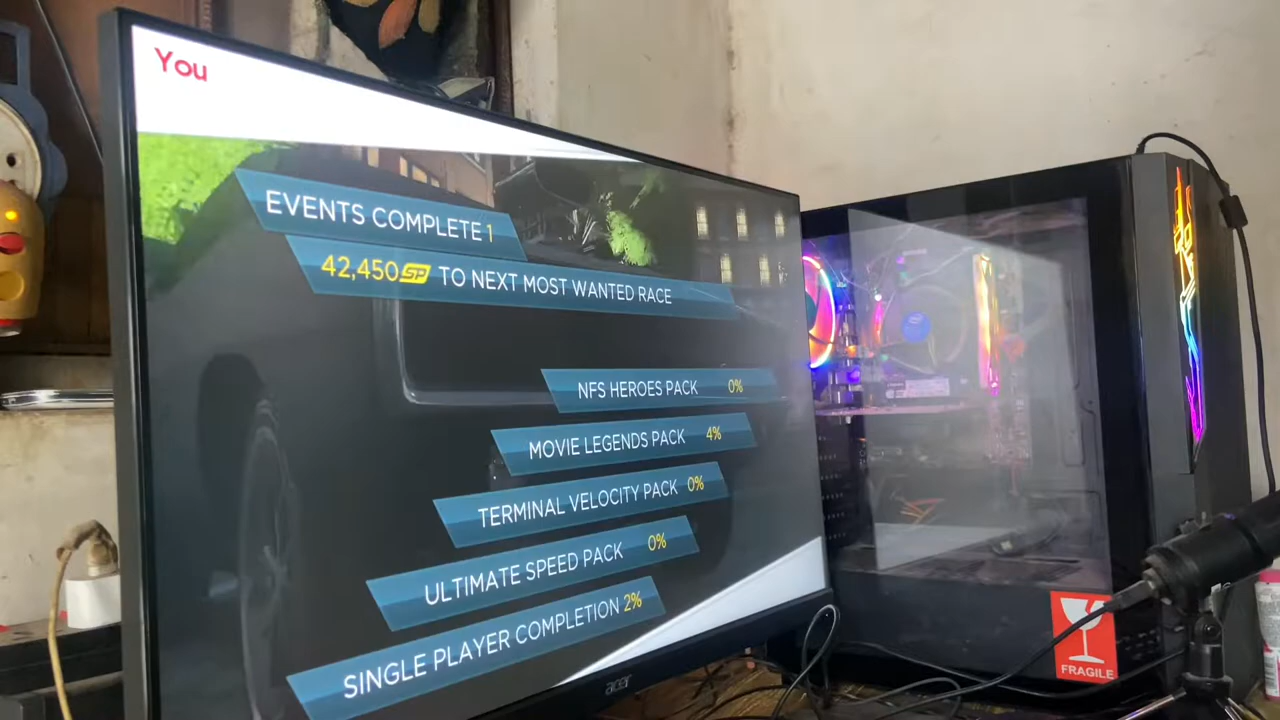 You
EVENTS COMPLETE 1
42,450 SP TO NEXT MOST WANTED RACE
NFS HEROES PACK 0%
MOVIE LEGENDS PACK 4%
TERMINAL VELOCITY PACK 0%
ULTIMATE SPEED PACK 0%
SINGLE PLAYER COMPLETION 2%
acer
intel
FRAGILE